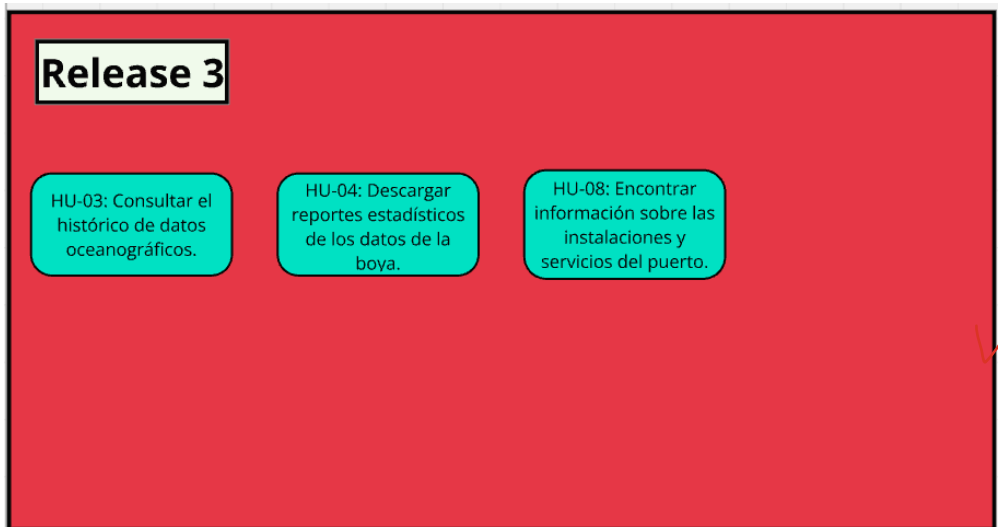 Release 3
HU-03: Consultar el
histórico de datos
oceanográficos.
HU-04: Descargar
reportes estadísticos
de los datos de la
boya.
HU-08: Encontrar
información sobre las
instalaciones y
servicios del puerto.